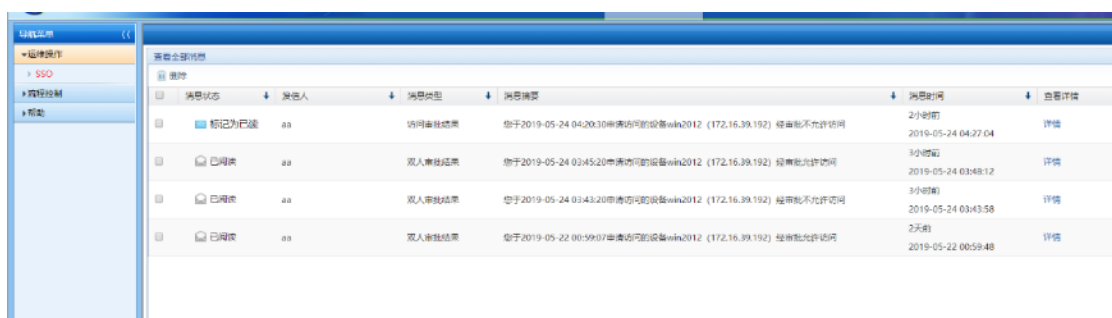 导航菜单
运维操作
SSO
流程控制
帮助
查看全部消息
删除
消息状态 发信人 消息类型 消息摘要 消息时间 查看详情
标记为已读 aa 访问审批结果 您于2019-05-24 04:20:30申请访问的设备win2012 (172.16.39.192) 经审批不允许访问 2小时前 2019-05-24 04:27:04 详情
已阅读 aa 双人审批结果 您于2019-05-24 03:45:20申请访问的设备win2012 (172.16.39.192) 经审批允许访问 3小时前 2019-05-24 03:48:12 详情
已阅读 aa 双人审批结果 您于2019-05-24 03:43:20申请访问的设备win2012 (172.16.39.192) 经审批不允许访问 3小时前 2019-05-24 03:43:58 详情
已阅读 aa 双人审批结果 您于2019-05-22 00:59:07申请访问的设备win2012 (172.16.39.192) 经审批允许访问 2天前 2019-05-22 00:59:48 详情